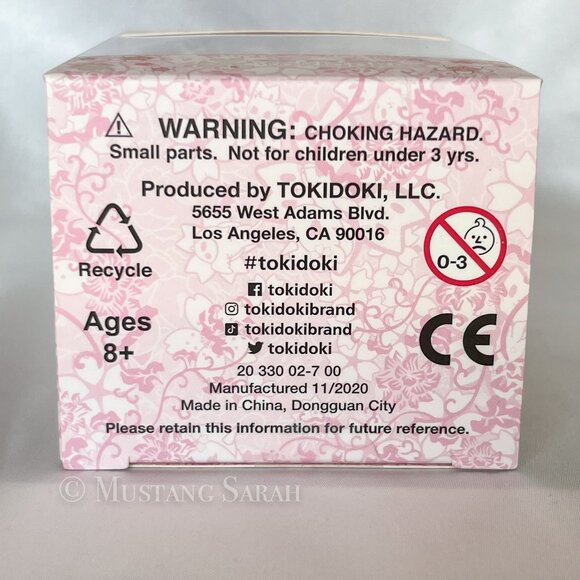 WARNING: CHOKING HAZARD.
Small parts. Not for children under 3 yrs.
Produced by TOKIDOKI, LLC.
5655 West Adams Blvd.
Los Angeles, CA 90016
#tokidoki
tokidoki
tokidokibrand
tokidokibrand
tokidoki
Recycle
Ages
8+
0-3
CE
20 330 02-7 00
Manufactured 11/2020
Made in China, Dongguan City
Please retain this information for future reference.
© MUSTANG SARAH